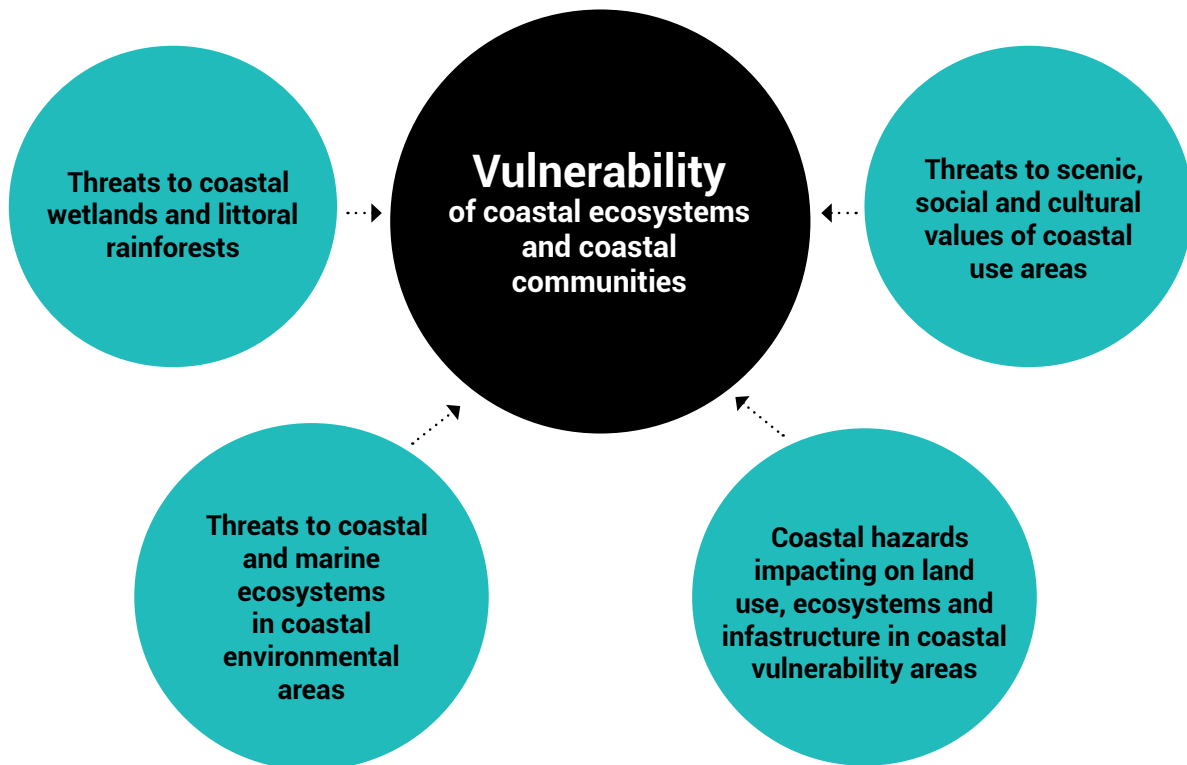 Threats to coastal
wetlands and littoral
rainforests
Vulnerability
of coastal ecosystems
and coastal
communities
Threats to scenic,
social and cultural
values of coastal
use areas
Threats to coastal
and marine
ecosystems
in coastal
environmental
areas
Coastal hazards
impacting on land
use, ecosystems and
infastructure in coastal
vulnerability areas